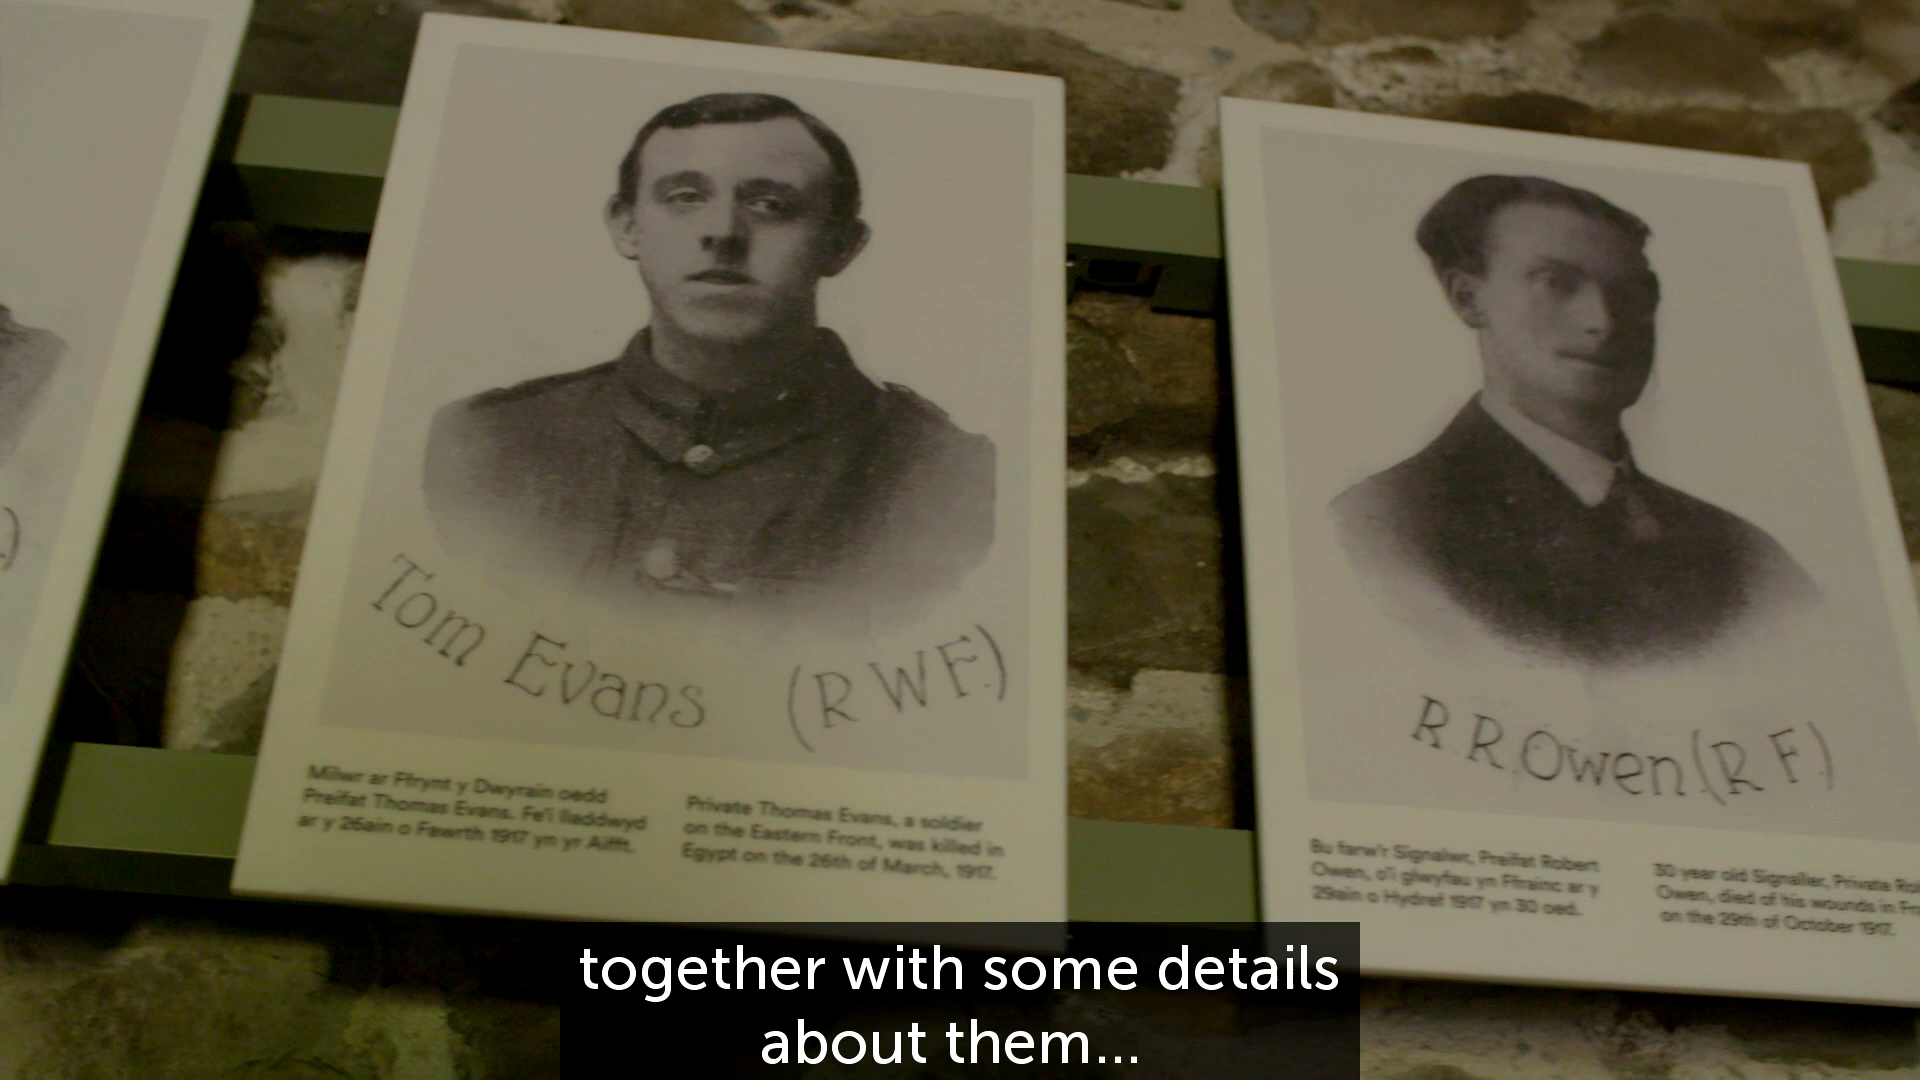 Tom Evans (R W F.)
Milwr ar Ffrynt y Dwyrain oedd
Preifat Thomas Evans. Fe'i lladdwyd
ar y 26ain o Fawrth 1917 yn yr Aifft.
Private Thomas Evans, a soldier
on the Eastern Front, was killed in
Egypt on the 26th of March, 1917.
R. R. Owen. (R F.)
Bu farw'r Signalwr, Preifat Robert
Owen, o'i glwyfau yn Ffrainc ar y
29ain o Hydref 1917 yn 30 oed.
30 year old Signaller, Private
Owen, died of his wounds in
on the 29th of October 1917.
together with some details
about them...